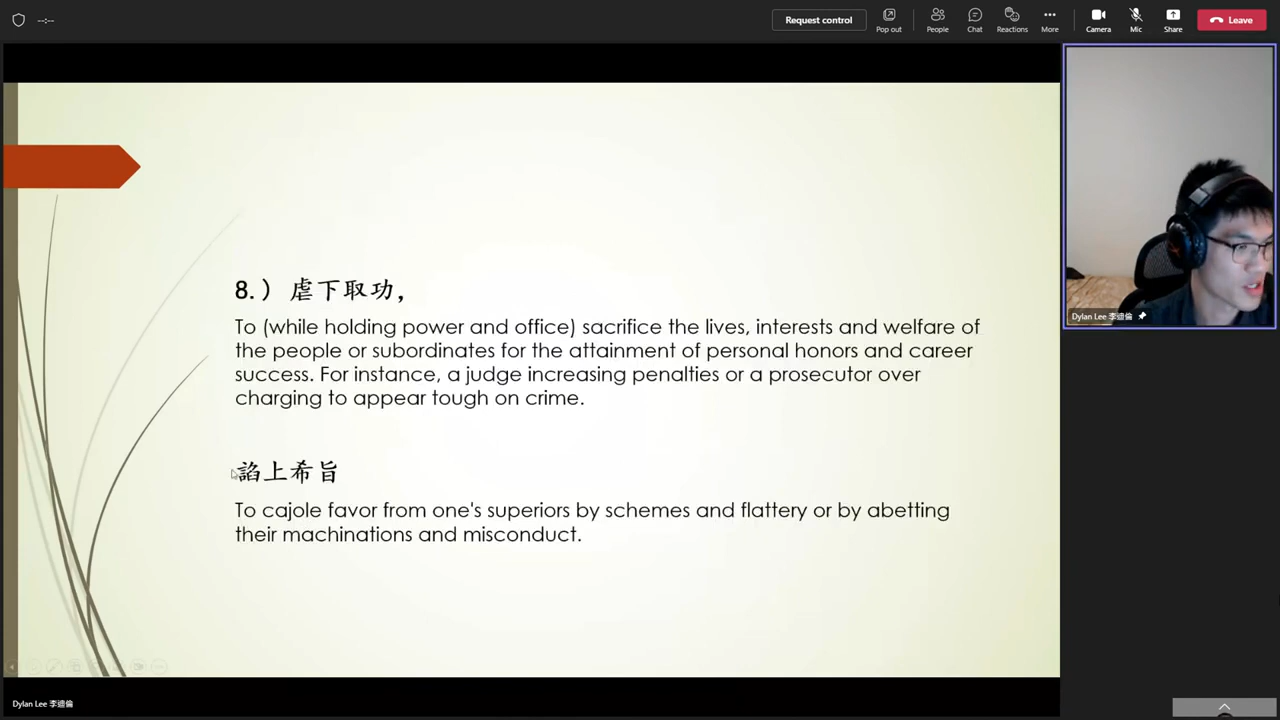 --:--
Request control
Pop out
People
Chat
Reactions
More
Camera
Mic
Share
Leave
8. ) 虐下取功,
To (while holding power and office) sacrifice the lives, interests and welfare of
the people or subordinates for the attainment of personal honors and career
success. For instance, a judge increasing penalties or a prosecutor over
charging to appear tough on crime.
諂上希旨
To cajole favor from one's superiors by schemes and flattery or by abetting
their machinations and misconduct.
Dylan Lee 李迪倫
Dylan Lee 李迪倫